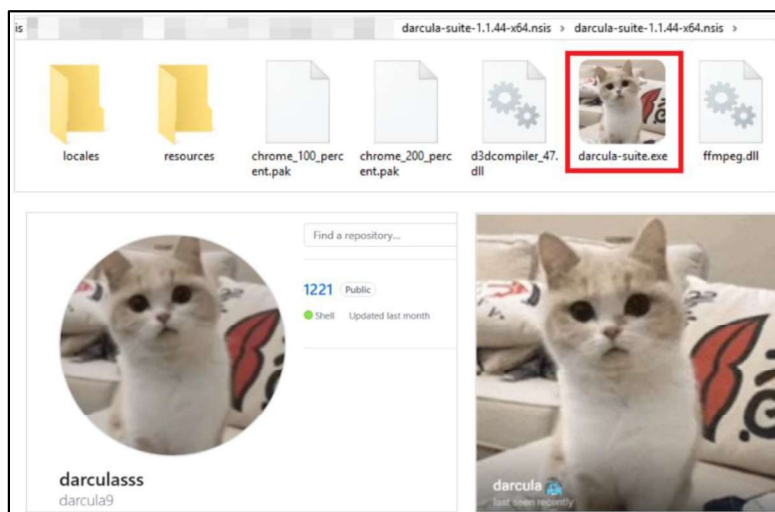 is
darcula-suite-1.1.44-x64.nsis > darcula-suite-1.1.44-x64.nsis >
locales
resources
chrome_100_perc
ent.pak
chrome_200_perc
ent.pak
d3dcompiler_47.
dll
darcula-suite.exe
ffmpeg.dll
Find a repository...
1221 Public
Shell Updated last month
darculasss
darcula9
darcula
last seen recently